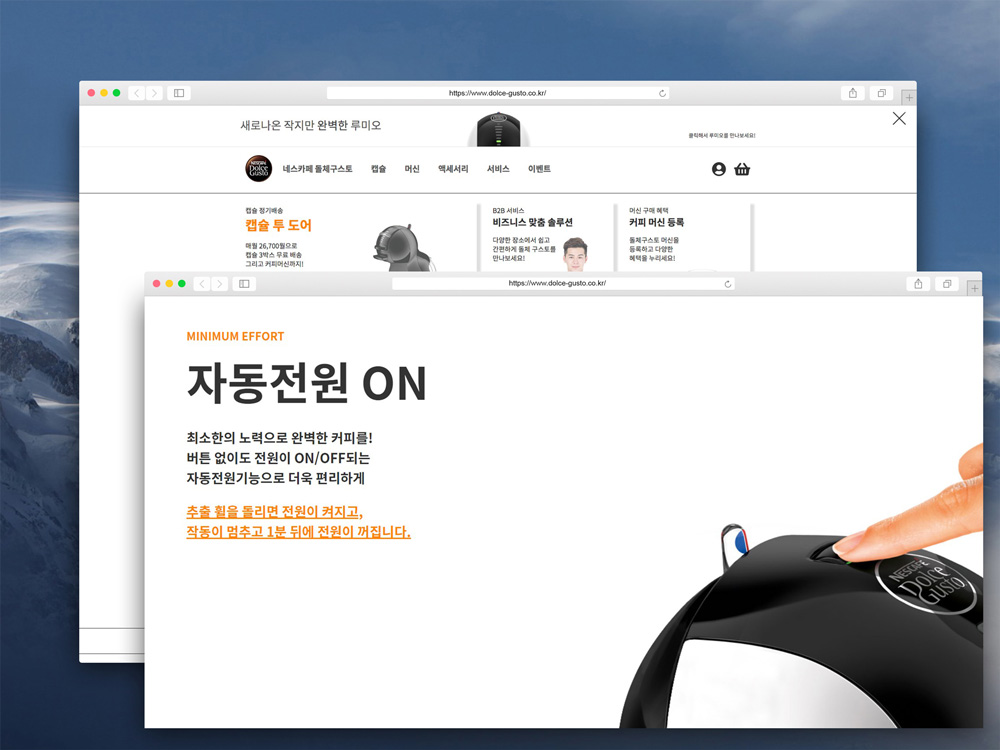 https://www.dolce-gusto.co.kr/
새로나온 작지만 완벽한 루미오
클릭해서 루미오를 만나보세요!
NESCAFÉ
Dolce
Gusto
네스카페 돌체구스토 캡슐 머신 액세서리 서비스 이벤트
캡슐 정기배송
캡슐 투 도어
매월 26,700원으로
캡슐 3박스 무료 배송
그리고 커피머신까지!
B2B 서비스
비즈니스 맞춤 솔루션
다양한 장소에서 쉽고
간편하게 돌체 구스토를
만나보세요!
머신 구매 혜택
커피 머신 등록
돌체구스토 머신을
등록하고 다양한
혜택을 누리세요!
https://www.dolce-gusto.co.kr/
MINIMUM EFFORT
자동전원 ON
최소한의 노력으로 완벽한 커피를!
버튼 없이도 전원이 ON/OFF되는
자동전원기능으로 더욱 편리하게
추출 휠을 돌리면 전원이 켜지고,
작동이 멈추고 1분 뒤에 전원이 꺼집니다.
NESCAFÉ
Dolce
Gusto